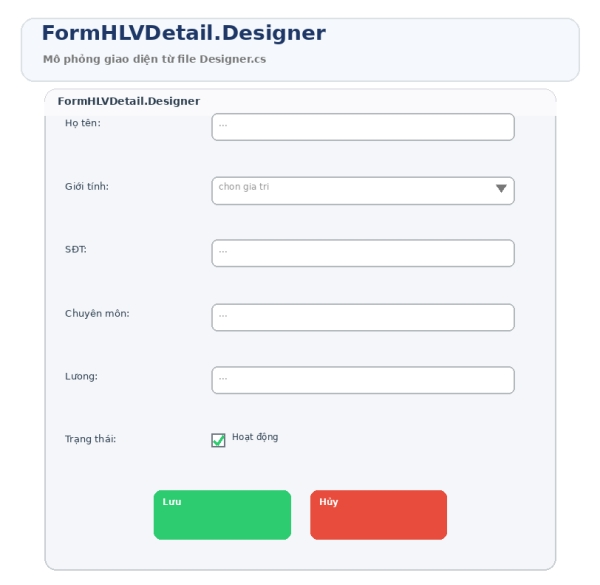 FormHLVDetail.Designer
Mô phỏng giao diện từ file Designer.cs
FormHLVDetail.Designer
Họ tên:
...
Giới tính:
chon gia tri
SĐT:
...
Chuyên môn:
...
Lương:
...
Trạng thái:
Hoạt động
Lưu
Hủy